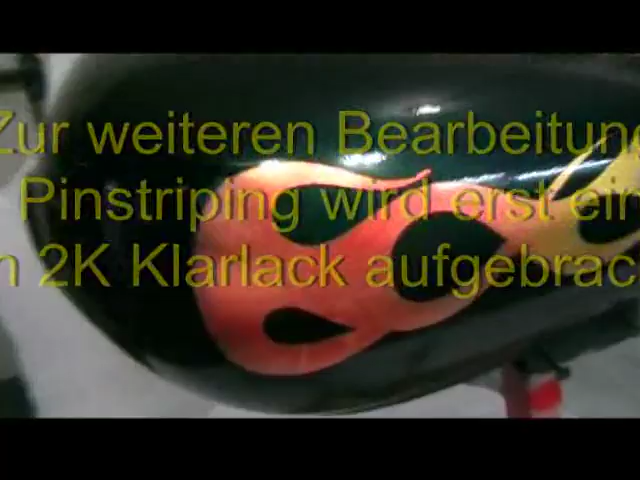 Zur weiteren Bearbeitun
Pinstriping wird erst ein
2K Klarlack aufgebrac